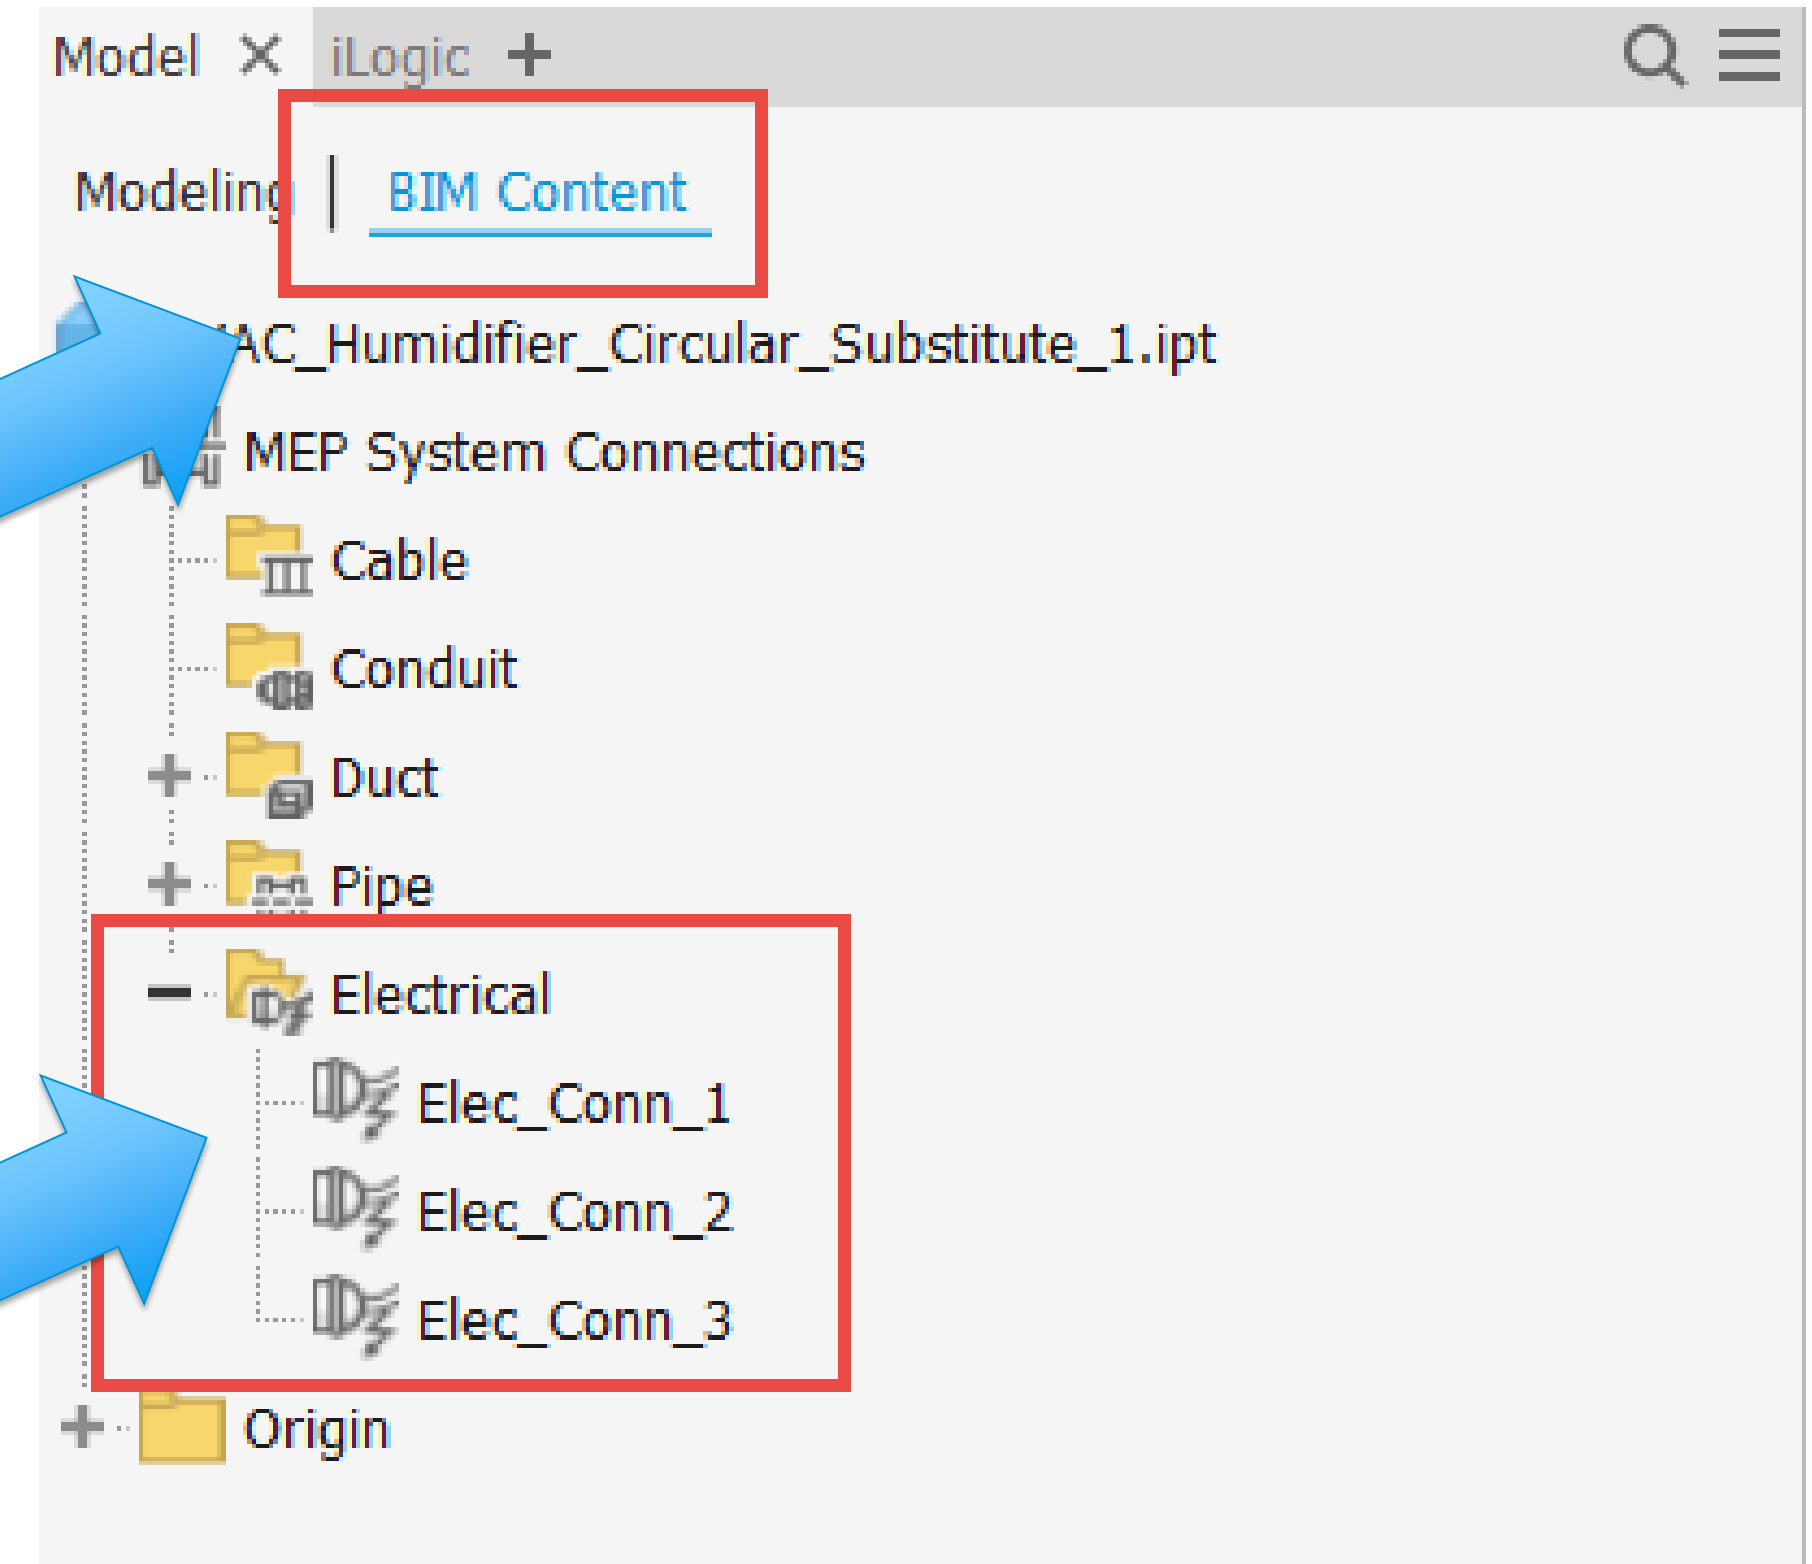 Model iLogic
Modeling | BIM Content
AC_Humidifier_Circular_Substitute_1.ipt
MEP System Connections
Cable
Conduit
Duct
Pipe
Electrical
Elec_Conn_1
Elec_Conn_2
Elec_Conn_3
Origin